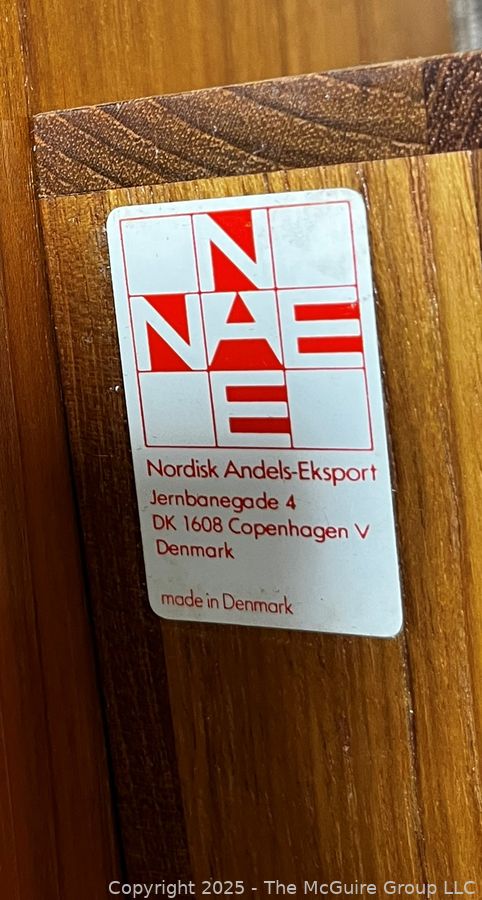 N
NAE
E
Nordisk Andels-Eksport
Jernbanegade 4
DK 1608 Copenhagen V
Denmark
made in Denmark
Copyright © 2025 - The McGuire Group LLC